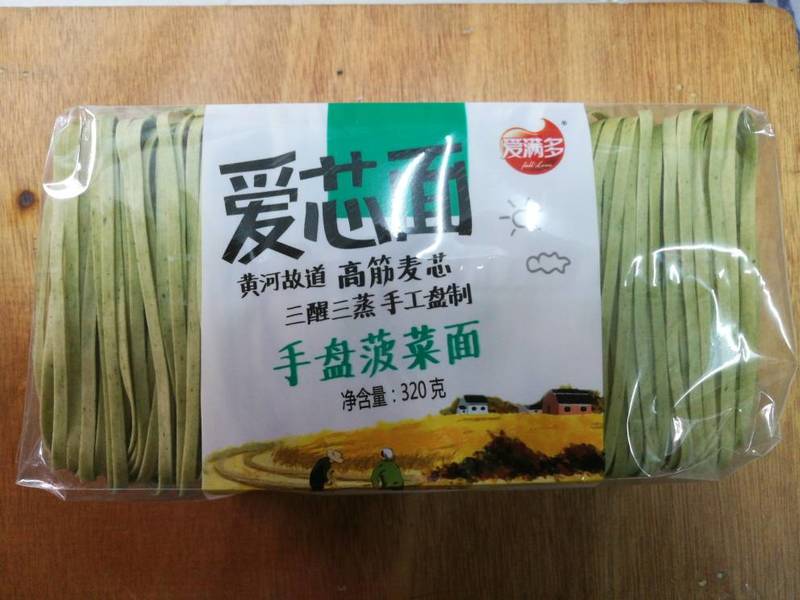 爱满多
爱芯面
黄河故道 高筋麦芯
三醒三蒸 手工盘制
手盘菠菜面
净含量：320克